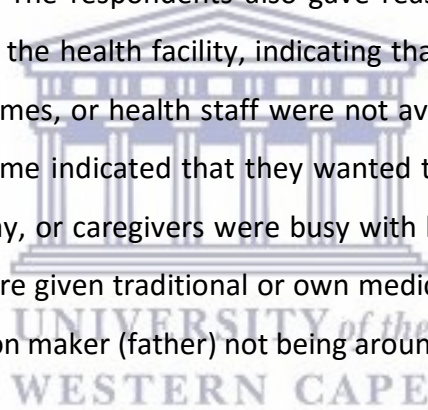 The respondents also gave reas
the health facility, indicating tha
mes, or health staff were not av
me indicated that they wanted t
y, or caregivers were busy with
re given traditional or own medic
UNIVERSITY of the
on maker (father) not being aroun
WESTERN CAPE